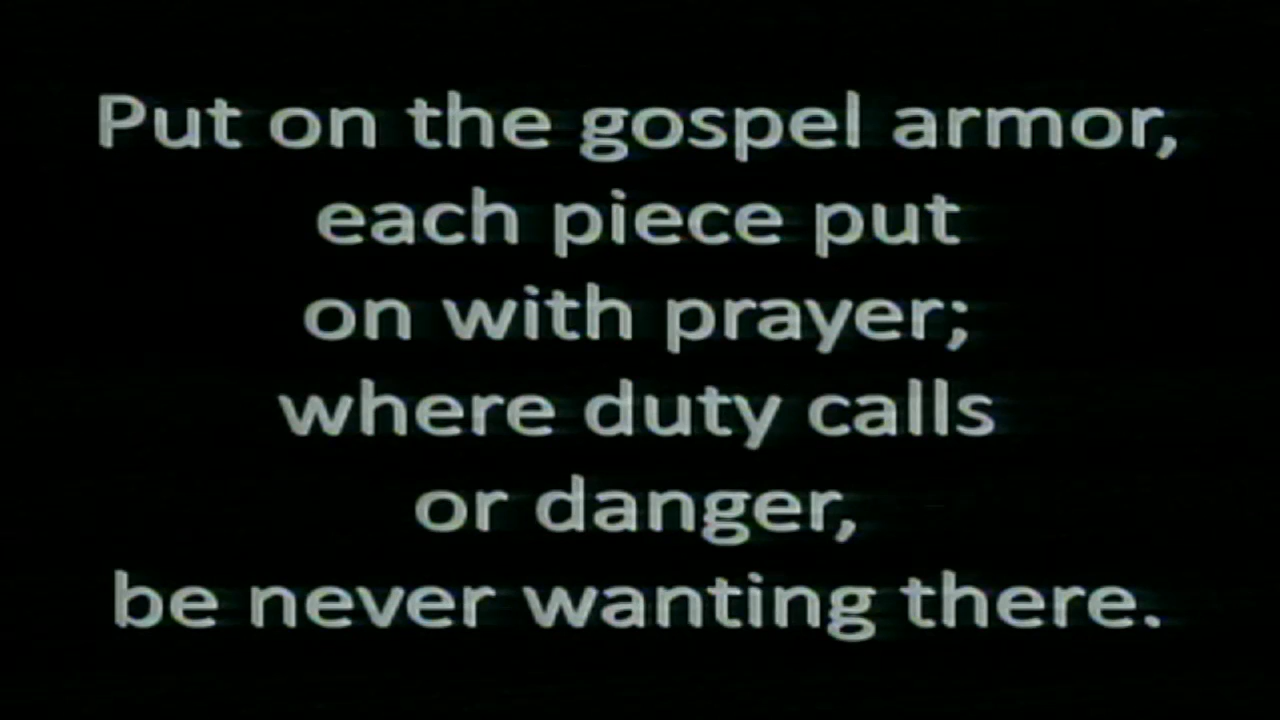 Put on the gospel armor,
each piece put
on with prayer;
where duty calls
or danger,
be never wanting there.